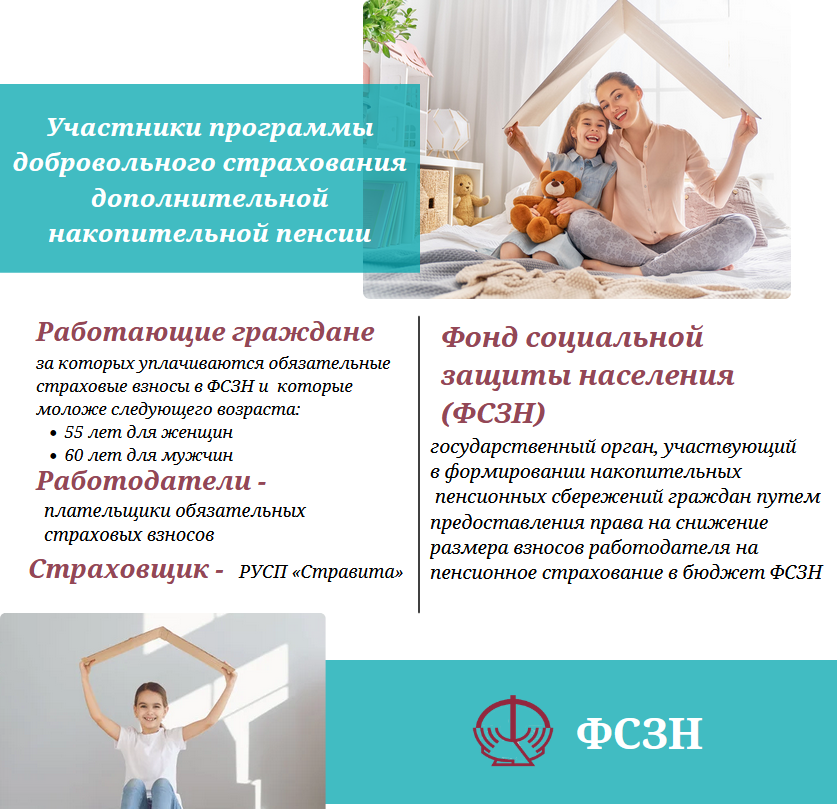 Участники программы
добровольного страхования
дополнительной
накопительной пенсии
Работающие граждане
за которых уплачиваются обязательные
страховые взносы в ФСЗН и которые
моложе следующего возраста:
• 55 лет для женщин
• 60 лет для мужчин
Работодатели -
плательщики обязательных
страховых взносов
Страховщик - РУСП «Стравита»
Фонд социальной
защиты населения
(ФСЗН)
государственный орган, участвующий
в формировании накопительных
пенсионных сбережений граждан путем
предоставления права на снижение
размера взносов работодателя на
пенсионное страхование в бюджет ФСЗН
ФСЗН